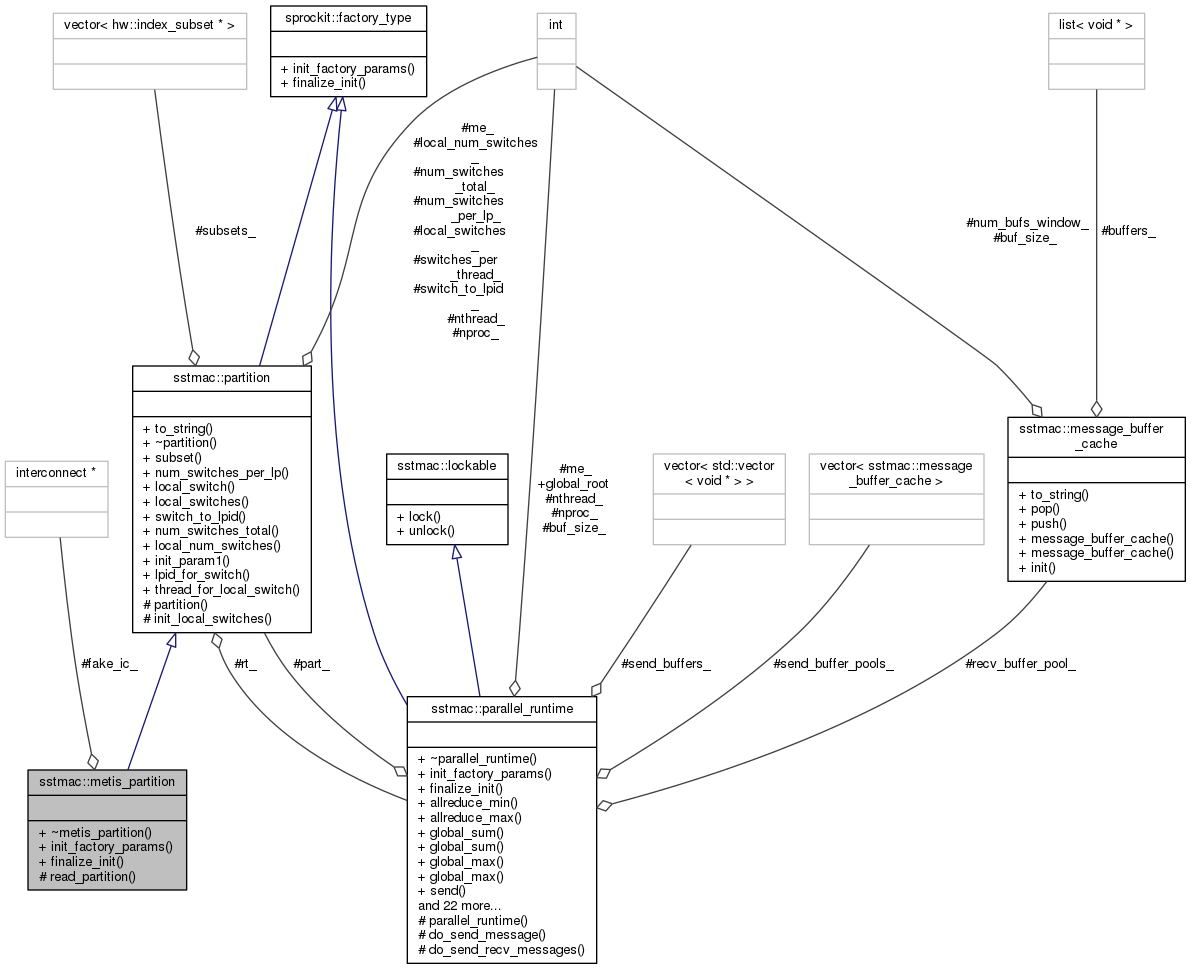 vector< hw::index_subset * >
sprockit::factory_type
+ init_factory_params()
+ finalize_init()
int
list< void * >
#subsets_
#me_
#local_num_switches
_
#num_switches
_total_
#num_switches
_per_lp_
#local_switches
_
#switches_per
_thread_
#switch_to_lpid
_
#nthread_
#nproc_
#num_bufs_window_
#buf_size_
#buffers_
sstmac::partition
+ to_string()
+ ~partition()
+ subset()
+ num_switches_per_lp()
+ local_switch()
+ local_switches()
+ switch_to_lpid()
+ num_switches_total()
+ local_num_switches()
+ init_param1()
+ lpid_for_switch()
+ thread_for_local_switch()
# partition()
# init_local_switches()
interconnect *
sstmac::lockable
+ lock()
+ unlock()
#me_
+global_root
#nthread_
#nproc_
#buf_size_
vector< std::vector
< void * > >
vector< sstmac::message
_buffer_cache >
sstmac::message_buffer
_cache
+ to_string()
+ pop()
+ push()
+ message_buffer_cache()
+ message_buffer_cache()
+ init()
#fake_ic_
#rt_
#part_
#send_buffers_
#send_buffer_pools_
#recv_buffer_pool_
sstmac::metis_partition
+ ~metis_partition()
+ init_factory_params()
+ finalize_init()
# read_partition()
sstmac::parallel_runtime
+ ~parallel_runtime()
+ init_factory_params()
+ finalize_init()
+ allreduce_min()
+ allreduce_max()
+ global_sum()
+ global_sum()
+ global_max()
+ global_max()
+ send()
and 22 more...
# parallel_runtime()
# do_send_message()
# do_send_recv_messages()